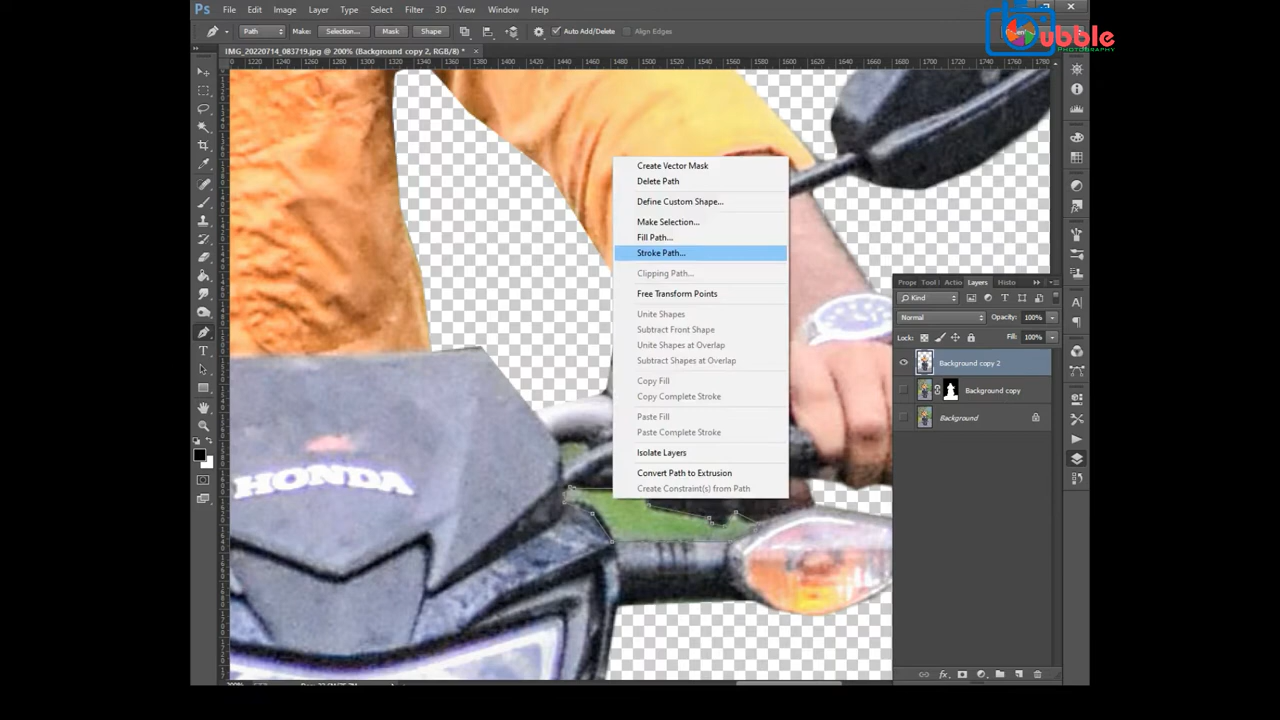 Ps File Edit Image Layer Type Select Filter 3D View Window Help
ubble
PHOTOGRAPHY
Path Make: Selection... Mask Shape Auto Add/Delete Align Edges
IMG_20220714_083719.jpg @ 200% (Background copy 2, RGB/8) * ×
Create Vector Mask
Delete Path
Define Custom Shape...
Make Selection...
Fill Path...
Stroke Path...
Clipping Path...
Free Transform Points
Unite Shapes
Subtract Front Shape
Unite Shapes at Overlap
Subtract Shapes at Overlap
Copy Fill
Copy Complete Stroke
Paste Fill
Paste Complete Stroke
Isolate Layers
Convert Path to Extrusion
Create Constraint(s) from Path
HONDA
Prope Tool Actio Layers Histo
Kind
Normal Opacity: 100%
Lock: Fill: 100%
Background copy 2
Background copy
Background